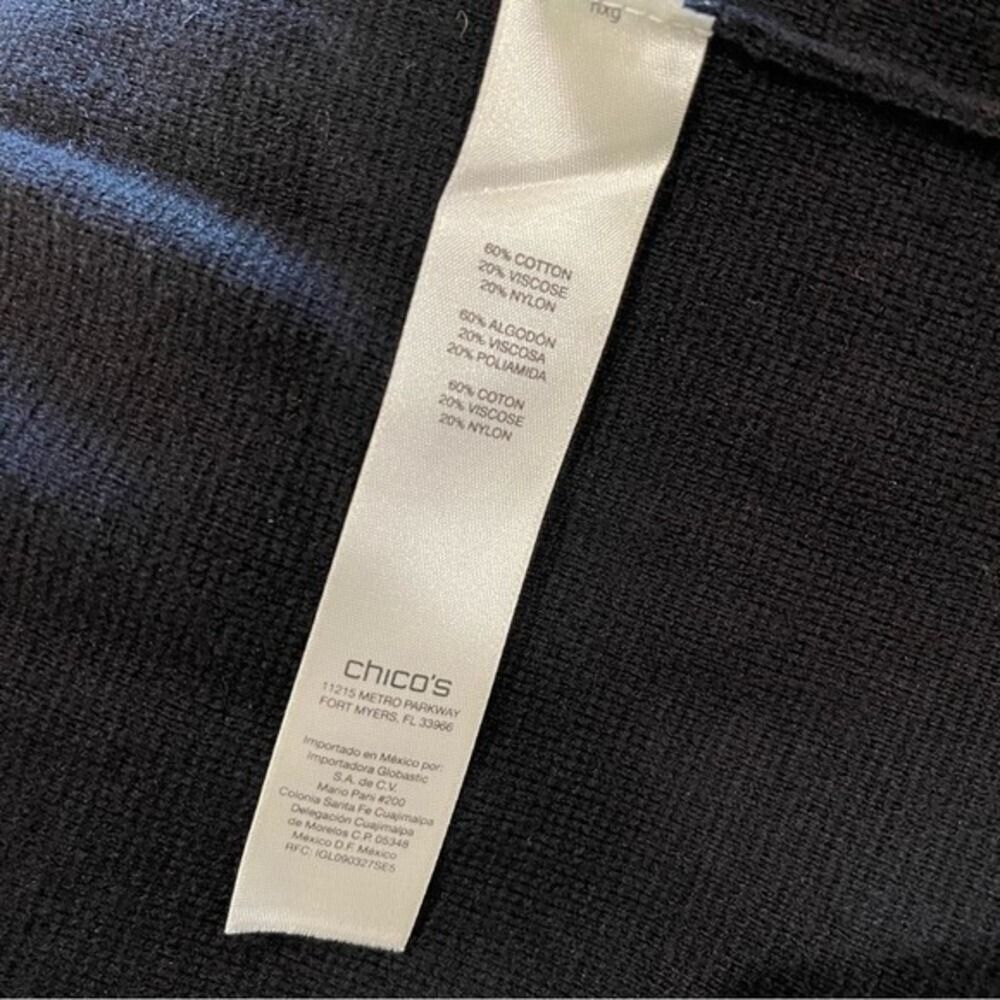 60% COTTON
20% VISCOSE
20% NYLON
60% ALGODÓN
20% VISCOSA
20% POLIAMIDA
60% COTON
20% VISCOSE
20% NYLON
chico's
11215 METRO PARKWAY
FORT MYERS, FL 33966
Importado en México por:
Importadora Globastic
S.A. de C.V.
Mario Pani #200
Colonia Santa Fe Cuajimalpa
Delegación Cuajimalpa
de Morelos C.P. 05348
México D.F. México
RFC: IGL090327SE5